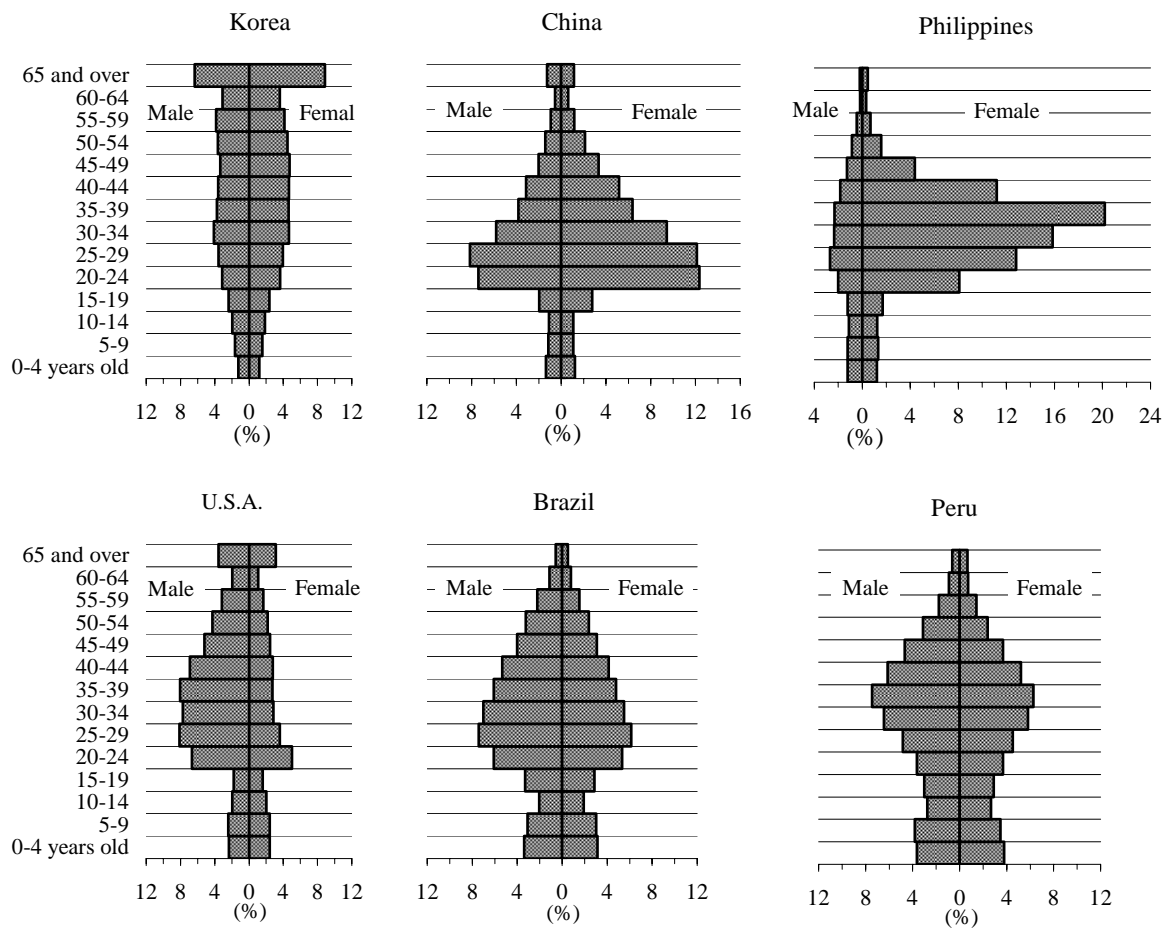 Korea
65 and over
60-64
55-59
50-54
45-49
40-44
35-39
30-34
25-29
20-24
15-19
10-14
5-9
0-4 years old
Male
Femal
12 8 4 0 4 8 12
(%)
China
Male
Female
12 8 4 0 4 8 12 16
(%)
Philippines
Male
Female
4 0 4 8 12 16 20 24
(%)
U.S.A.
65 and over
60-64
55-59
50-54
45-49
40-44
35-39
30-34
25-29
20-24
15-19
10-14
5-9
0-4 years old
Male
Female
12 8 4 0 4 8 12
(%)
Brazil
Male
Female
12 8 4 0 4 8 12
(%)
Peru
Male
Female
12 8 4 0 4 8 12
(%)